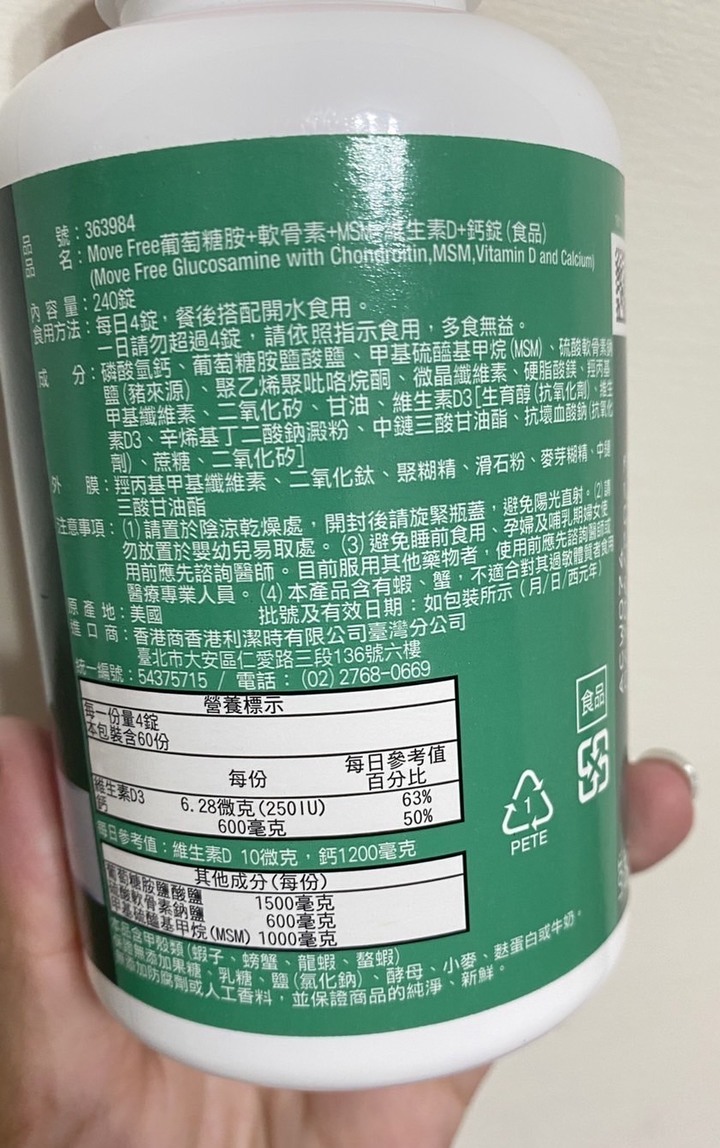 品　　號：363984
品　　名：Move Free葡萄糖胺+軟骨素+MSM+維生素D+鈣錠(食品)
(Move Free Glucosamine with Chondroitin,MSM,Vitamin D and Calcium)
內 容 量：240錠
食用方法：每日4錠，餐後搭配開水食用。
一日請勿超過4錠，請依照指示食用，多食無益。
成　　分：磷酸氫鈣、葡萄糖胺鹽酸鹽、甲基硫醯基甲烷(MSM)、硫酸軟骨素鈉
鹽(豬來源)、聚乙烯聚吡咯烷酮、微晶纖維素、硬脂酸鎂、羥丙基
甲基纖維素、二氧化矽、甘油、維生素D3[生育醇(抗氧化劑)、維生
素D3、辛烯基丁二酸鈉澱粉、中鏈三酸甘油酯、抗壞血酸鈉(抗氧化
劑)、蔗糖、二氧化矽]
外　　膜：羥丙基甲基纖維素、二氧化鈦、聚糊精、滑石粉、麥芽糊精、中鏈
三酸甘油酯
注意事項：(1)請置於陰涼乾燥處，開封後請旋緊瓶蓋，避免陽光直射。(2)請
勿放置於嬰幼兒易取處。(3)避免睡前食用、孕婦及哺乳期婦女使
用前應先諮詢醫師。目前服用其他藥物者，使用前應先諮詢醫師或
醫療專業人員。(4)本產品含有蝦、蟹，不適合對其過敏體質者食用
原 產 地：美國　　批號及有效日期：如包裝所示(月/日/西元年)
進 口 商：香港商香港利潔時有限公司臺灣分公司
臺北市大安區仁愛路三段136號六樓
統一編號：54375715 / 電話：(02)2768-0669
營養標示
每一份量4錠
本包裝含60份
每份　每日參考值百分比
維生素D3　6.28微克(250IU)　63%
鈣　600毫克　50%
每日參考值：維生素D 10微克，鈣1200毫克
其他成分(每份)
葡萄糖胺鹽酸鹽　1500毫克
硫酸軟骨素鈉鹽　600毫克
甲基硫醯基甲烷(MSM) 1000毫克
含甲殼類(蝦子、螃蟹、龍蝦、螯蝦)
保證無添加果糖、乳糖、鹽(氯化鈉)、酵母、小麥、麩蛋白或牛奶。
無添加防腐劑或人工香料，並保證商品的純淨、新鮮。
食品
1
PETE